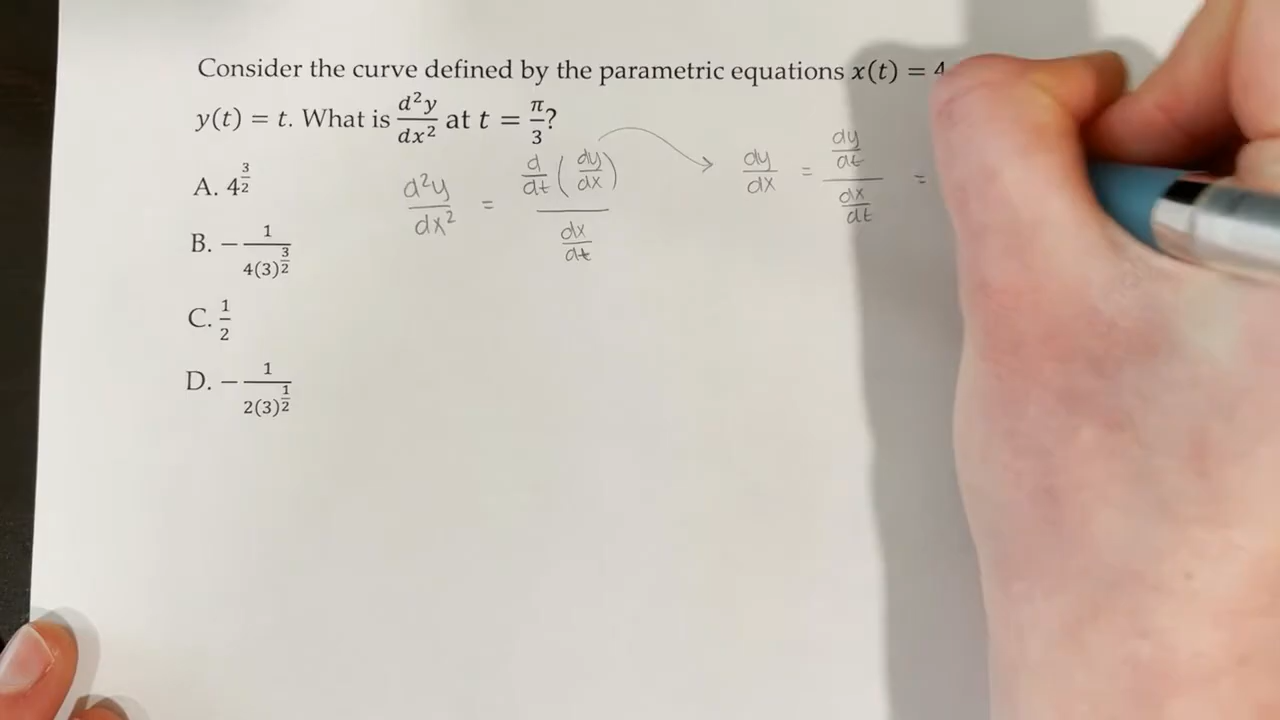 Consider the curve defined by the parametric equations x(t) = 4
y(t) = t. What is d²y/dx² at t = π/3?
A. 4^(3/2)
B. − 1/(4(3)^(3/2))
C. 1/2
D. − 1/(2(3)^(1/2))
d²y/dx² = (d/dt (dy/dx))/(dx/dt) → dy/dx = (dy/dt)/(dx/dt) =